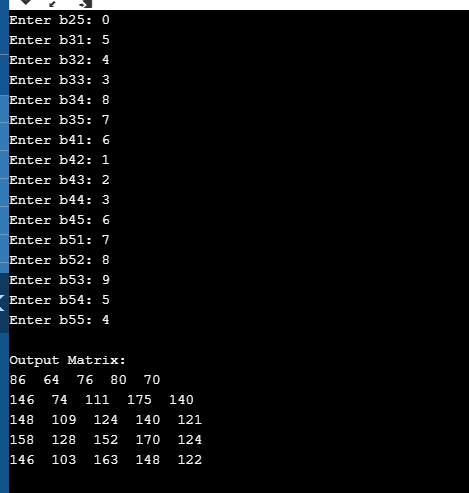 Enter b25: 0
Enter b31: 5
Enter b32: 4
Enter b33: 3
Enter b34: 8
Enter b35: 7
Enter b41: 6
Enter b42: 1
Enter b43: 2
Enter b44: 3
Enter b45: 6
Enter b51: 7
Enter b52: 8
Enter b53: 9
Enter b54: 5
Enter b55: 4
Output Matrix:
86  64  76  80  70
146  74  111  175  140
148  109  124  140  121
158  128  152  170  124
146  103  163  148  122